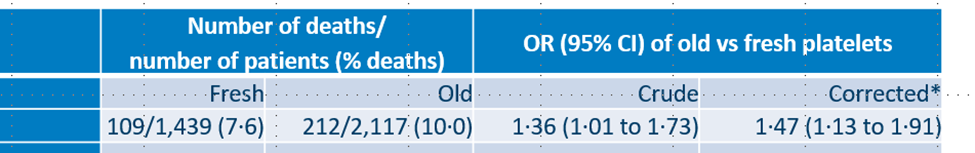 Number of deaths/
number of patients (% deaths)
OR (95% CI) of old vs fresh platelets
Fresh Old Crude Corrected*
109/1,439 (7·6) 212/2,117 (10·0) 1·36 (1·01 to 1·73) 1·47 (1·13 to 1·91)